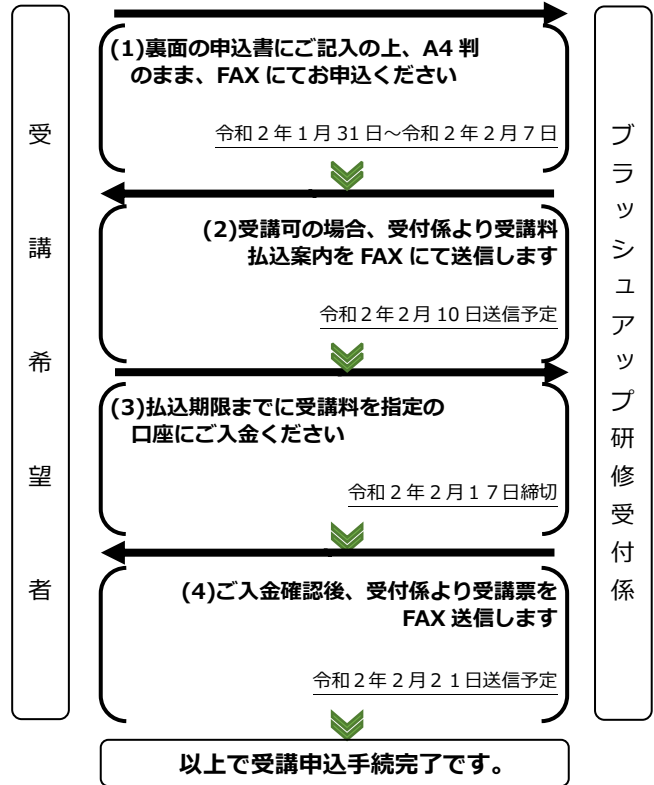 受講希望者
(1)裏面の申込書にご記入の上、A4 判
のまま、FAX にてお申込ください
令和２年１月 31 日～令和２年２月７日
(2)受講可の場合、受付係より受講料
払込案内を FAX にて送信します
令和２年２月 10 日送信予定
(3)払込期限までに受講料を指定の
口座にご入金ください
令和２年２月１７日締切
(4)ご入金確認後、受付係より受講票を
FAX 送信します
令和２年２月２１日送信予定
ブラッシュアップ研修受付係
以上で受講申込手続完了です。